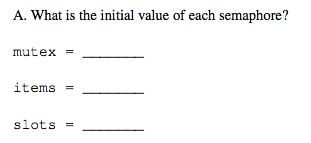 A. What is the initial value of each semaphore?
mutex = ________
items = ________
slots = ________